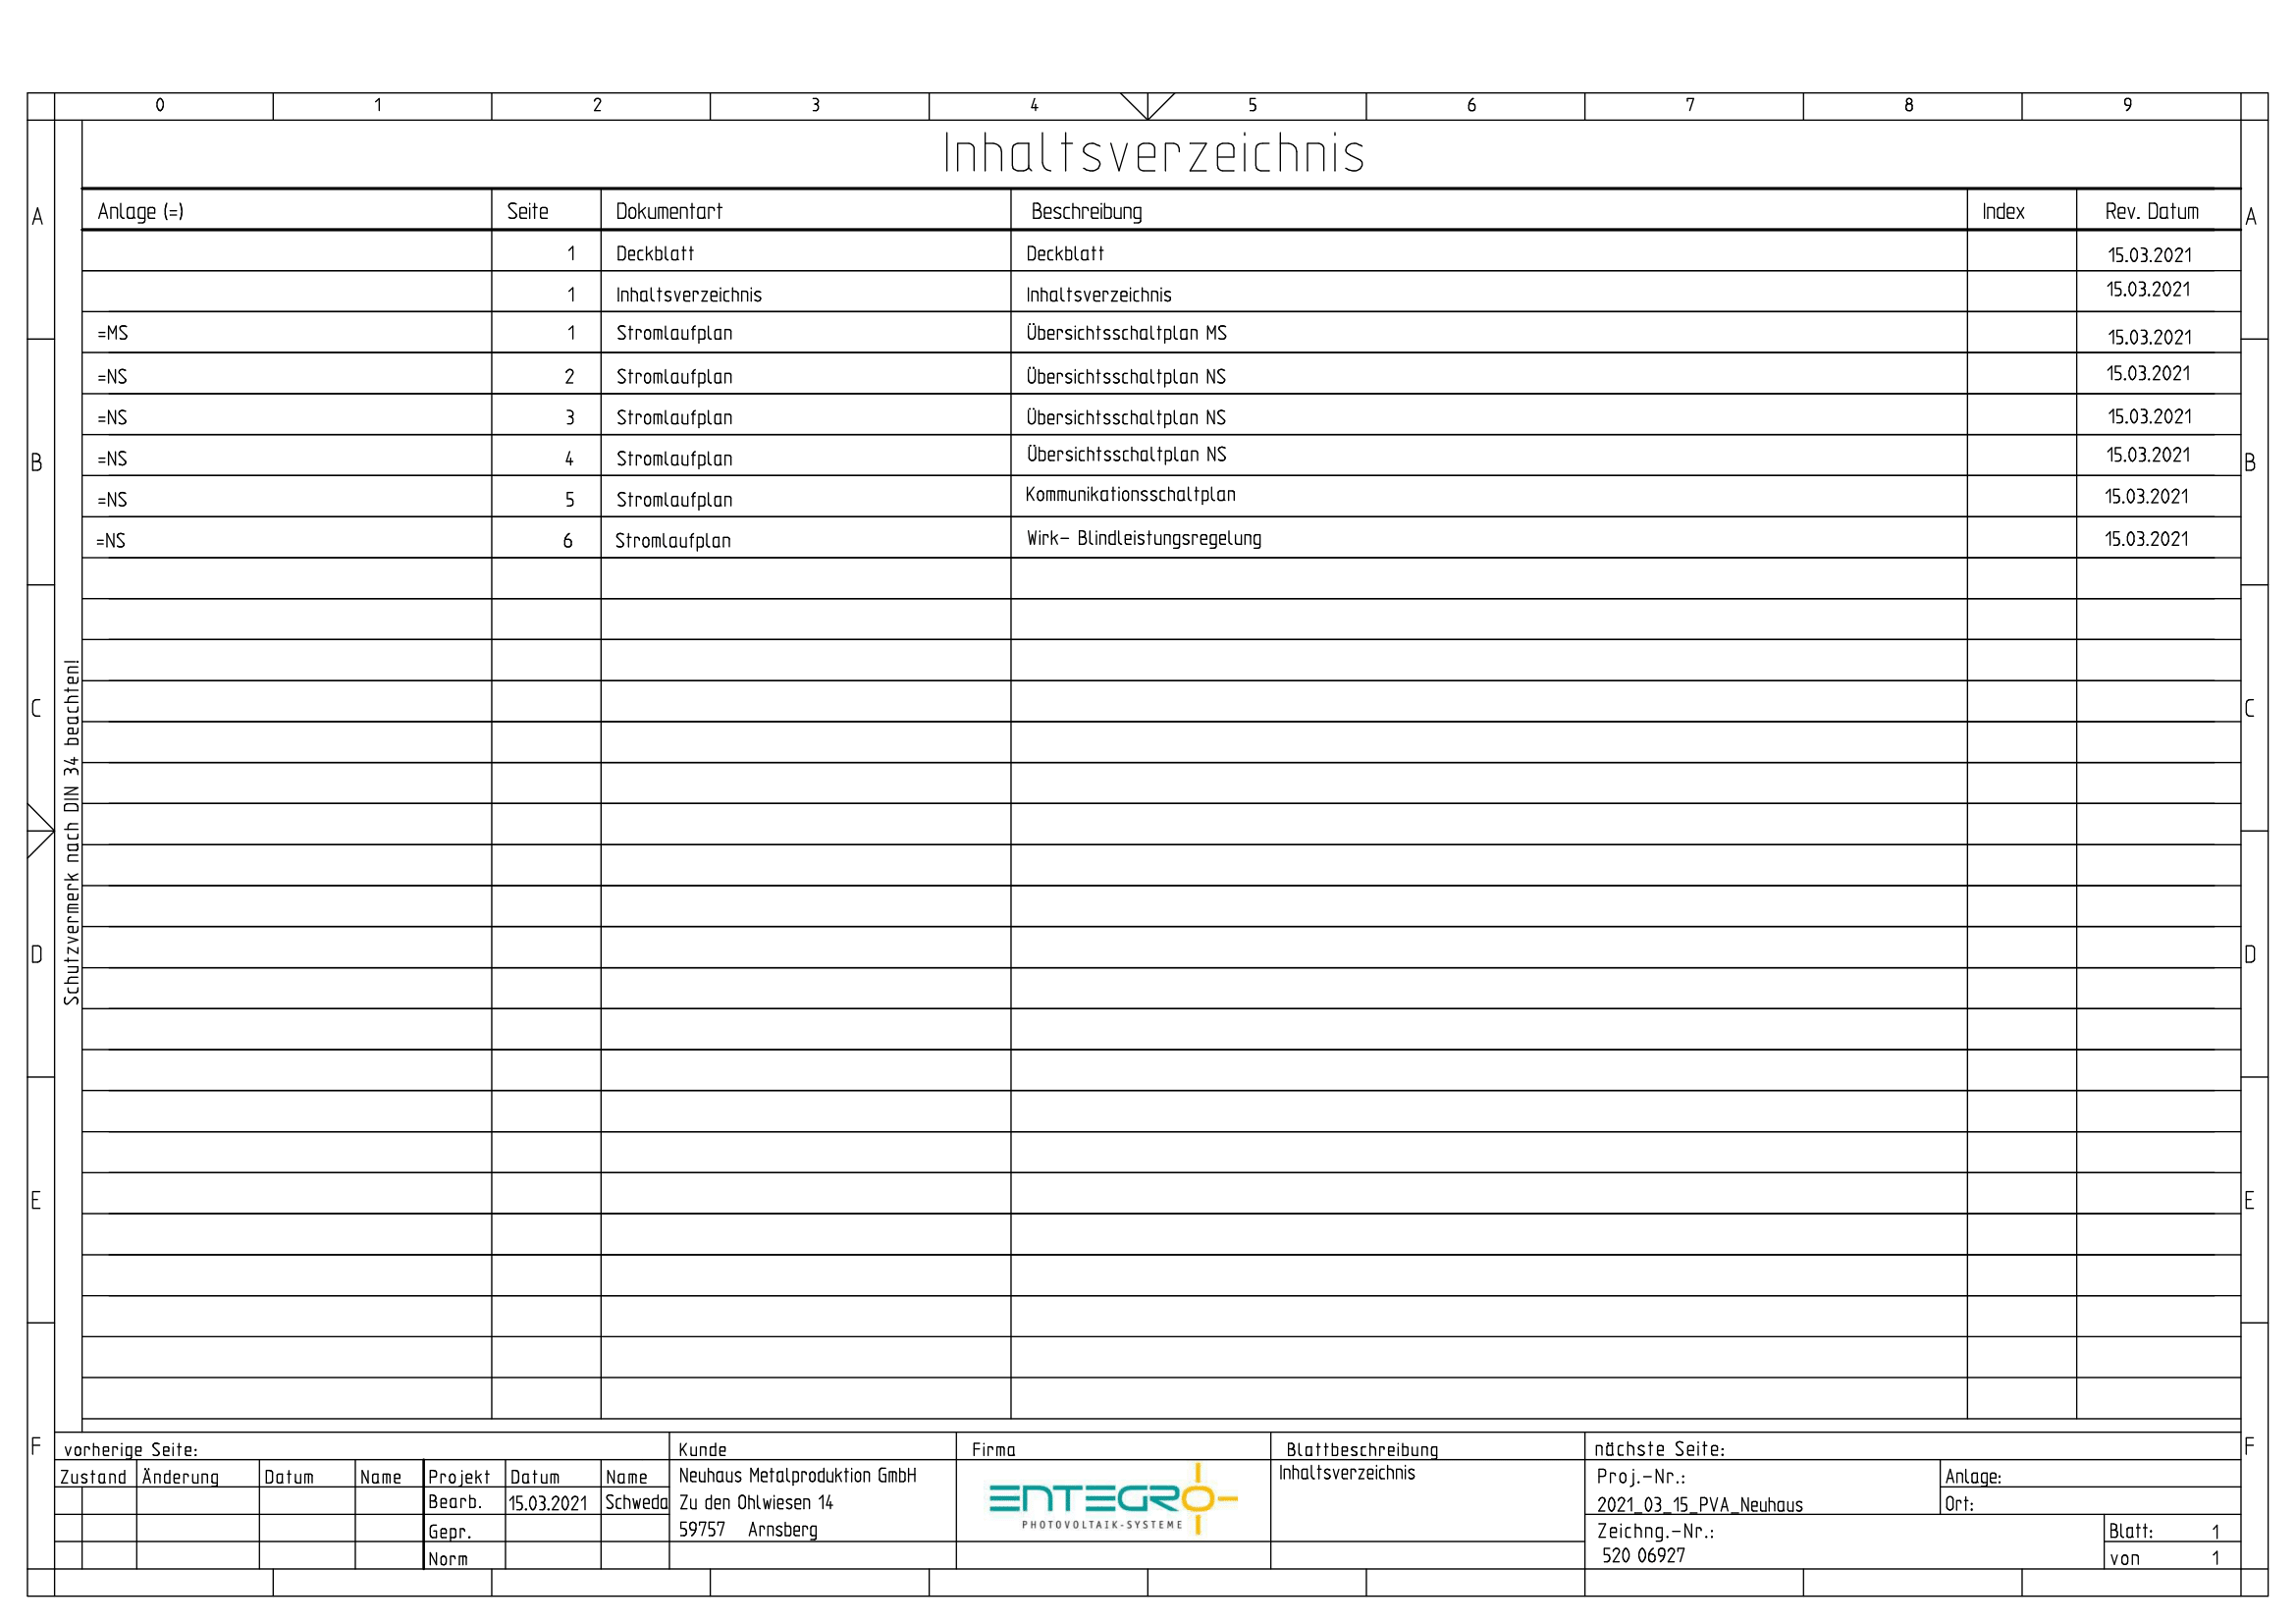 0 1 2 3 4 5 6 7 8 9
Inhaltsverzeichnis
A Anlage (=) Seite Dokumentart Beschreibung Index Rev. Datum A
1 Deckblatt Deckblatt 15.03.2021
1 Inhaltsverzeichnis Inhaltsverzeichnis 15.03.2021
=MS 1 Stromlaufplan Übersichtsschaltplan MS 15.03.2021
=NS 2 Stromlaufplan Übersichtsschaltplan NS 15.03.2021
=NS 3 Stromlaufplan Übersichtsschaltplan NS 15.03.2021
B =NS 4 Stromlaufplan Übersichtsschaltplan NS 15.03.2021 B
=NS 5 Stromlaufplan Kommunikationsschaltplan 15.03.2021
=NS 6 Stromlaufplan Wirk- Blindleistungsregelung 15.03.2021
C C
Schutzvermerk nach DIN 34 beachten!
D D
E E
F F
vorherige Seite: Kunde Firma Blattbeschreibung nächste Seite:
Zustand Änderung Datum Name Projekt Datum Name Neuhaus Metalproduktion GmbH Inhaltsverzeichnis Proj.-Nr.: Anlage:
Bearb. 15.03.2021 Schweda Zu den Ohlwiesen 14 ENTEGRO 2021_03_15_PVA_Neuhaus Ort:
Gepr. 59757 Arnsberg PHOTOVOLTAIK-SYSTEME Zeichng.-Nr.: Blatt: 1
Norm 520 06927 von 1